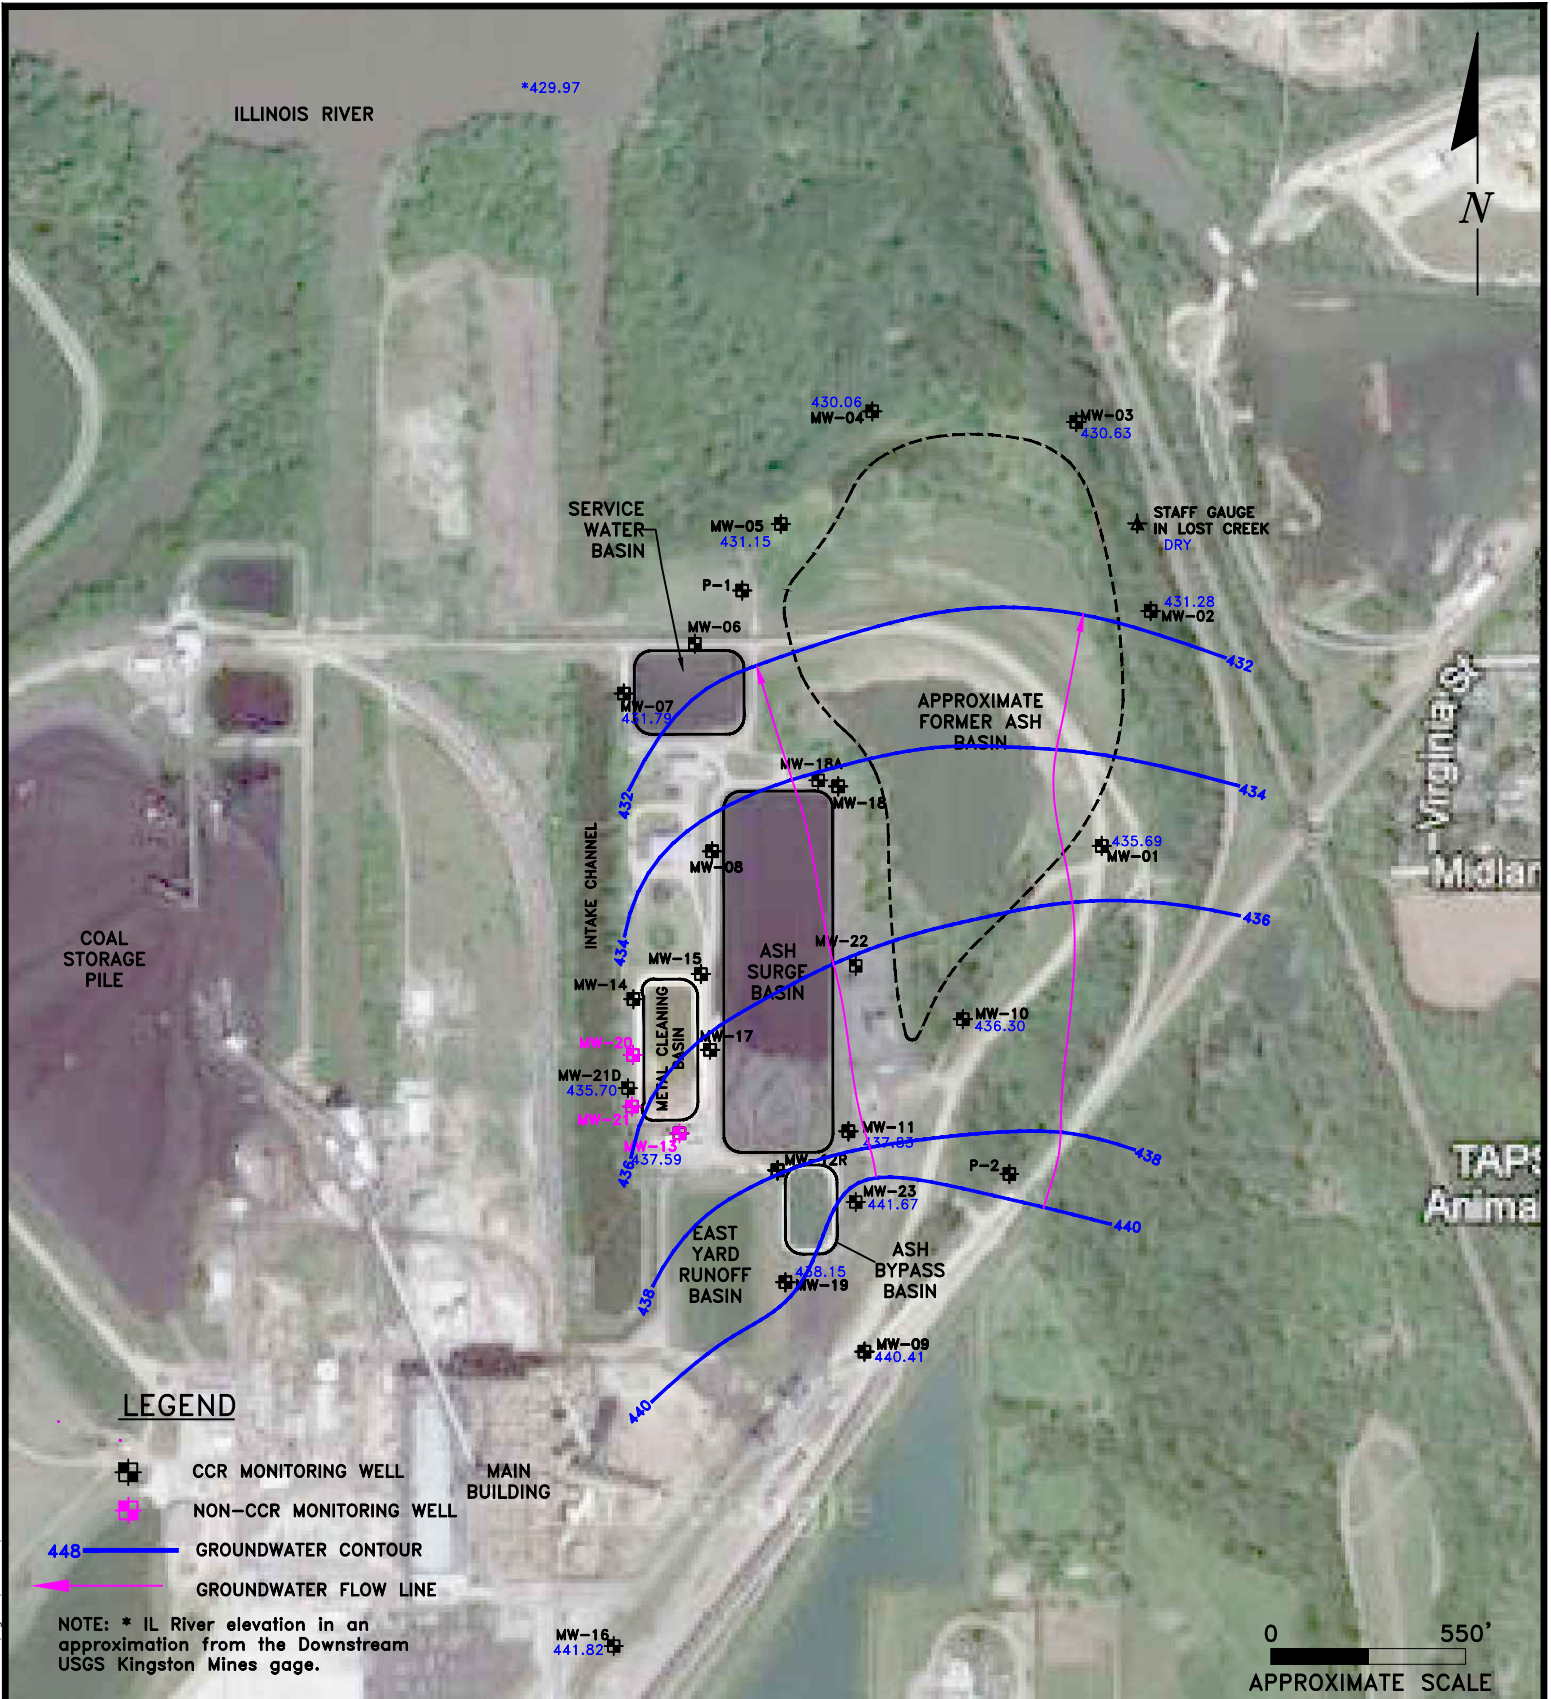 *429.97
ILLINOIS RIVER
N
430.06
MW-04
MW-03
430.63
SERVICE
WATER
BASIN
MW-05
431.15
STAFF GAUGE
IN LOST CREEK
DRY
P-1
431.28
MW-02
MW-06
432
MW-07
431.79
APPROXIMATE
FORMER ASH
BASIN
Virginia St
MW-18A
MW-18
432
434
INTAKE CHANNEL
MW-08
435.69
MW-01
Midlan
436
434
COAL
STORAGE
PILE
MW-22
ASH
SURGE
BASIN
MW-15
MW-14
METAL CLEANING
BASIN
MW-10
436.30
MW-17
MW-20
MW-21D
435.70
MW-21
MW-13
437.59
436
MW-11
437.83
438
MW-12R
P-2
TAPS
Anima
MW-23
441.67
440
EAST
YARD
RUNOFF
BASIN
ASH
BYPASS
BASIN
438.15
MW-19
438
MW-09
440.41
440
LEGEND
CCR MONITORING WELL
NON-CCR MONITORING WELL
448 GROUNDWATER CONTOUR
GROUNDWATER FLOW LINE
MAIN
BUILDING
NOTE: * IL River elevation in an
approximation from the Downstream
USGS Kingston Mines gage.
MW-16
441.82
0 550'
APPROXIMATE SCALE